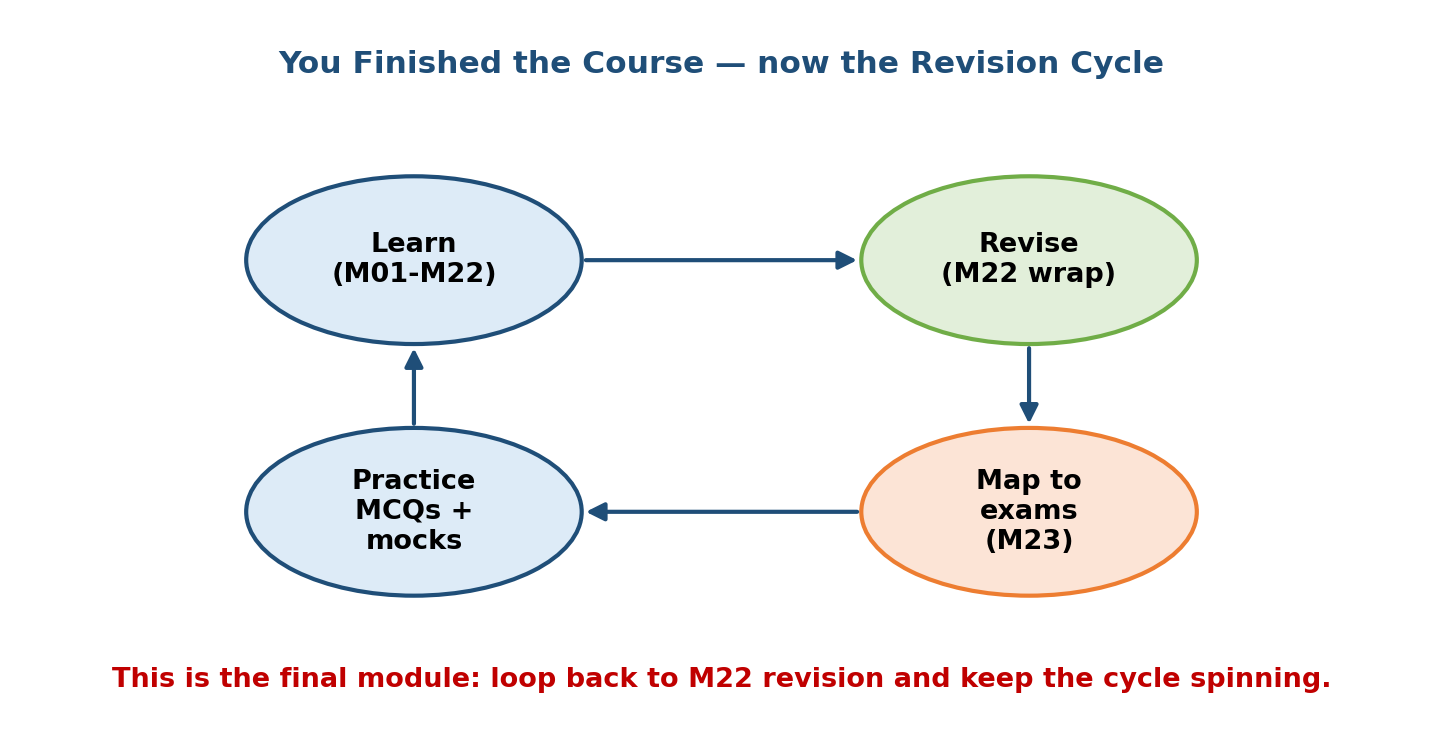 You Finished the Course — now the Revision Cycle
Learn
(M01-M22)
Revise
(M22 wrap)
Practice
MCQs +
mocks
Map to
exams
(M23)
This is the final module: loop back to M22 revision and keep the cycle spinning.